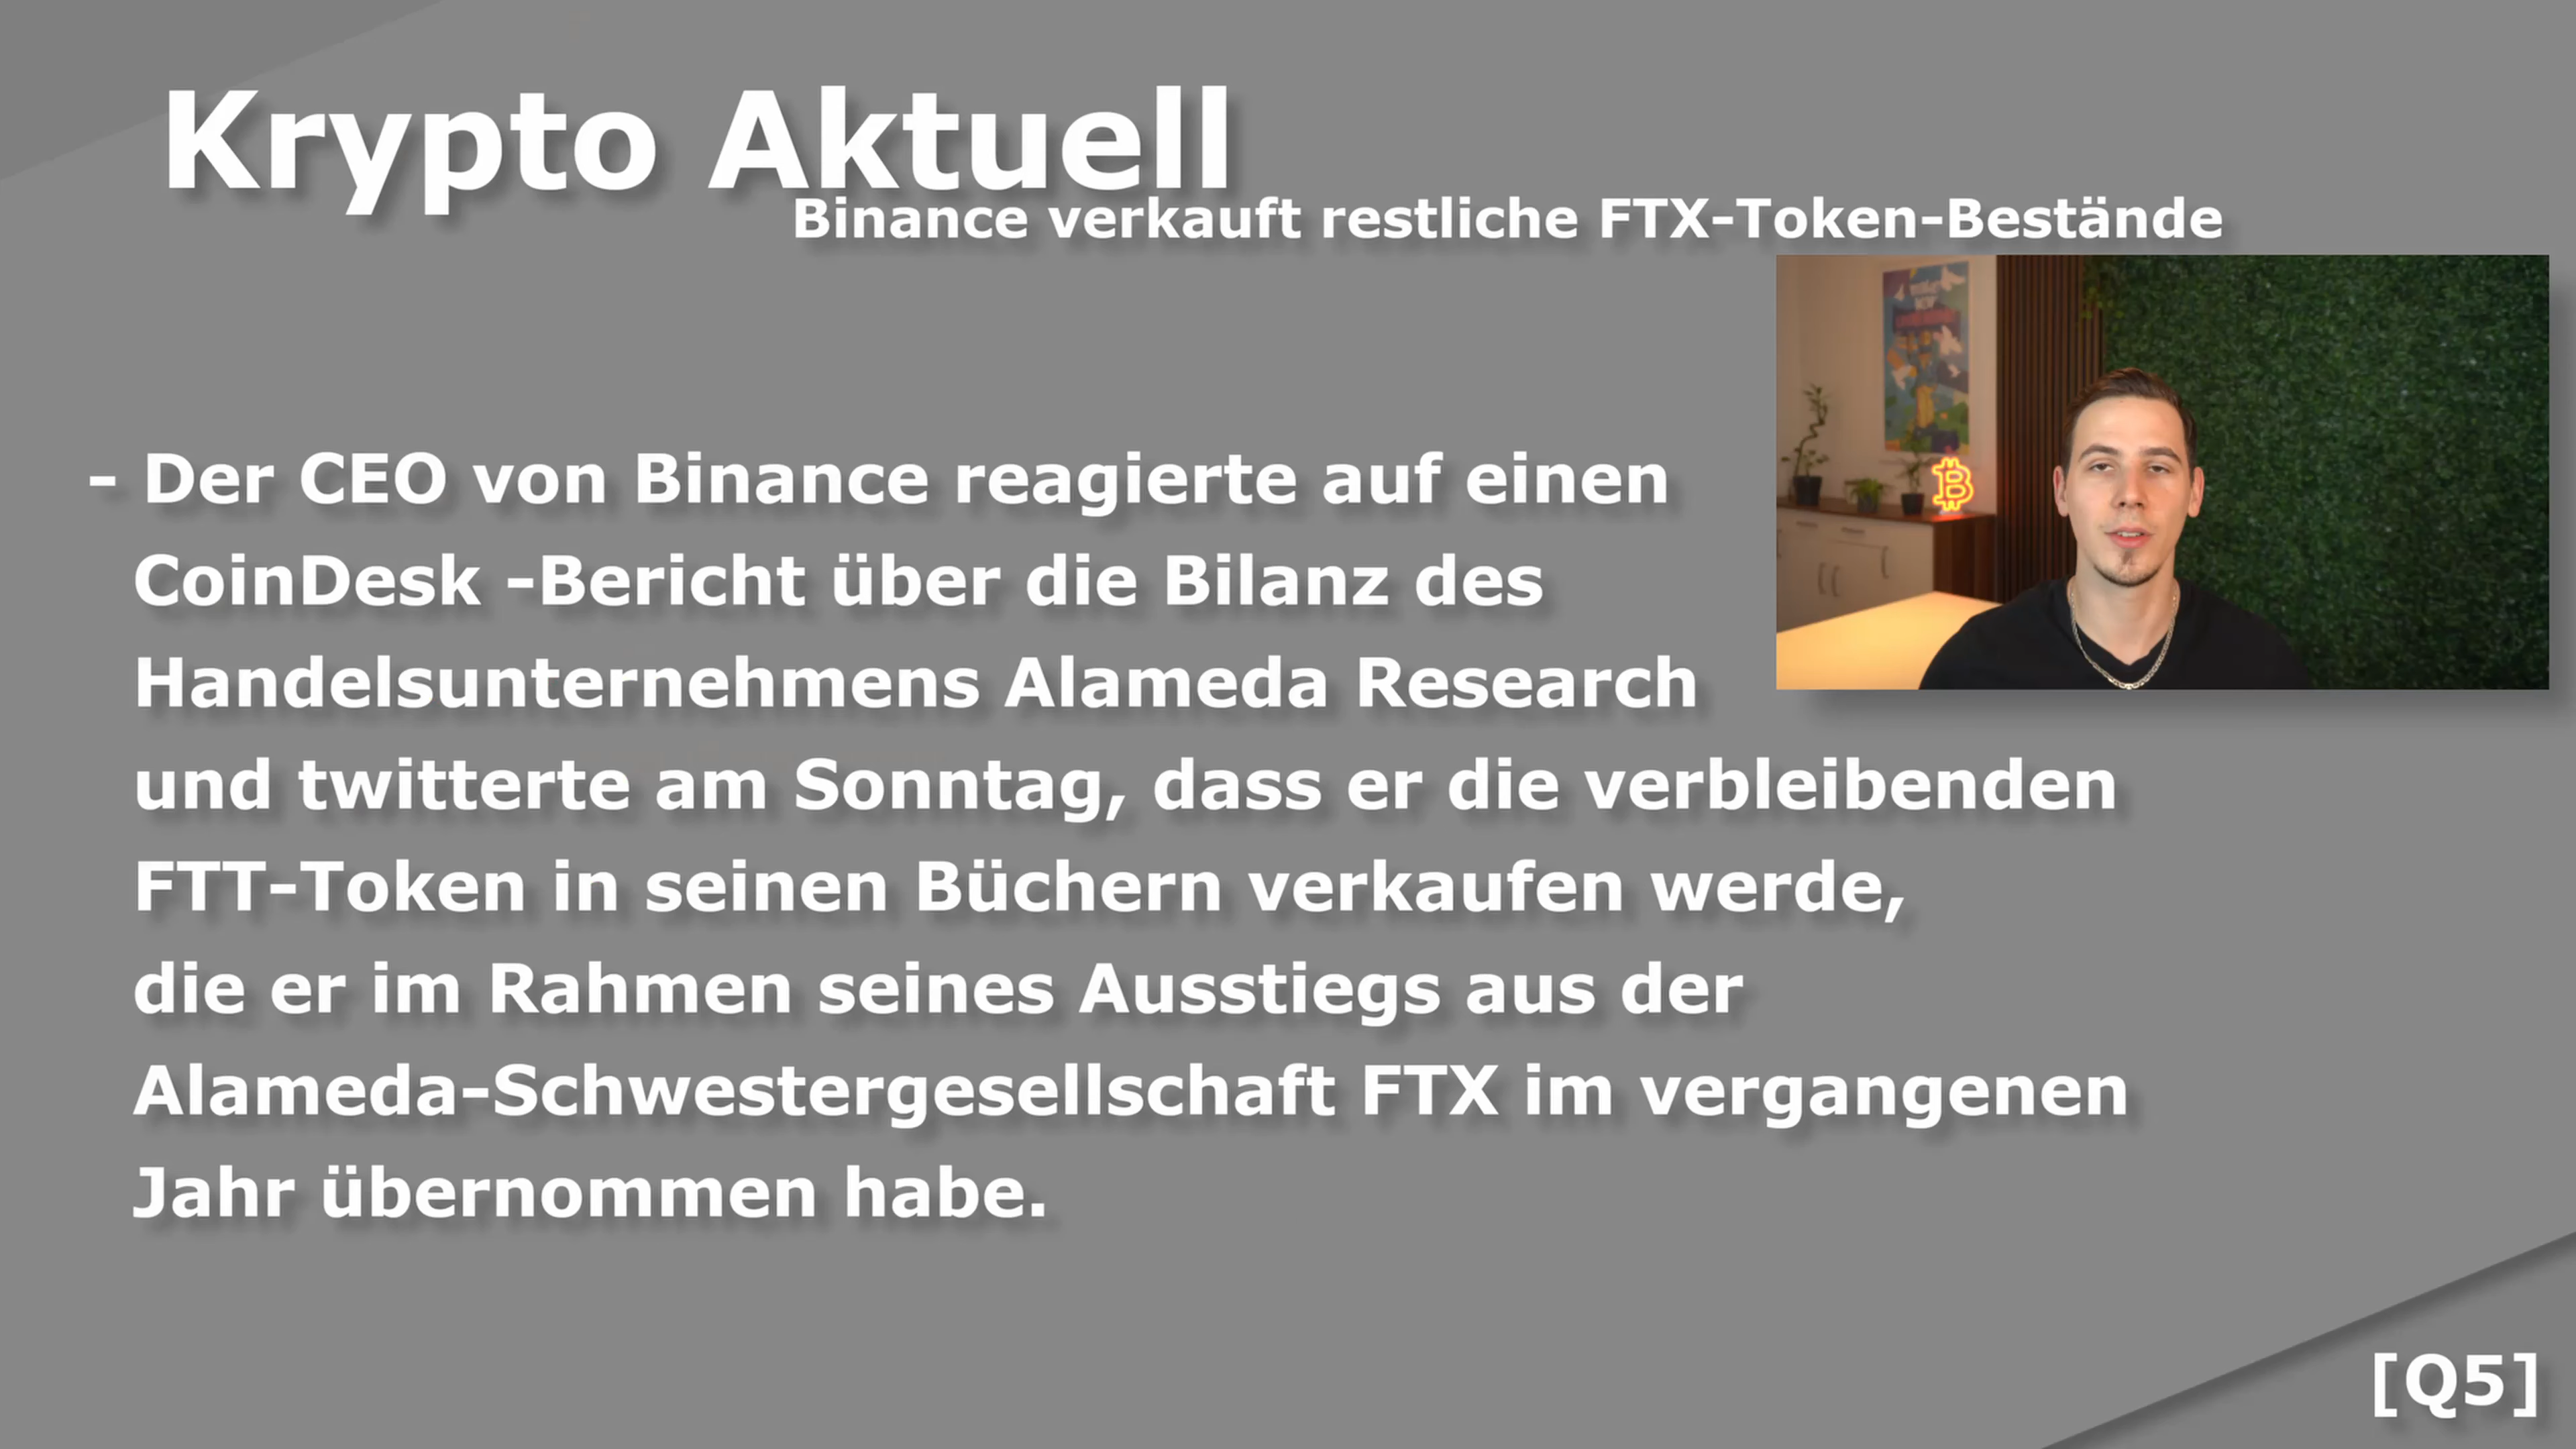 Krypto Aktuell
Binance verkauft restliche FTX-Token-Bestände
- Der CEO von Binance reagierte auf einen
CoinDesk -Bericht über die Bilanz des
Handelsunternehmens Alameda Research
und twitterte am Sonntag, dass er die verbleibenden
FTT-Token in seinen Büchern verkaufen werde,
die er im Rahmen seines Ausstiegs aus der
Alameda-Schwestergesellschaft FTX im vergangenen
Jahr übernommen habe.
[Q5]